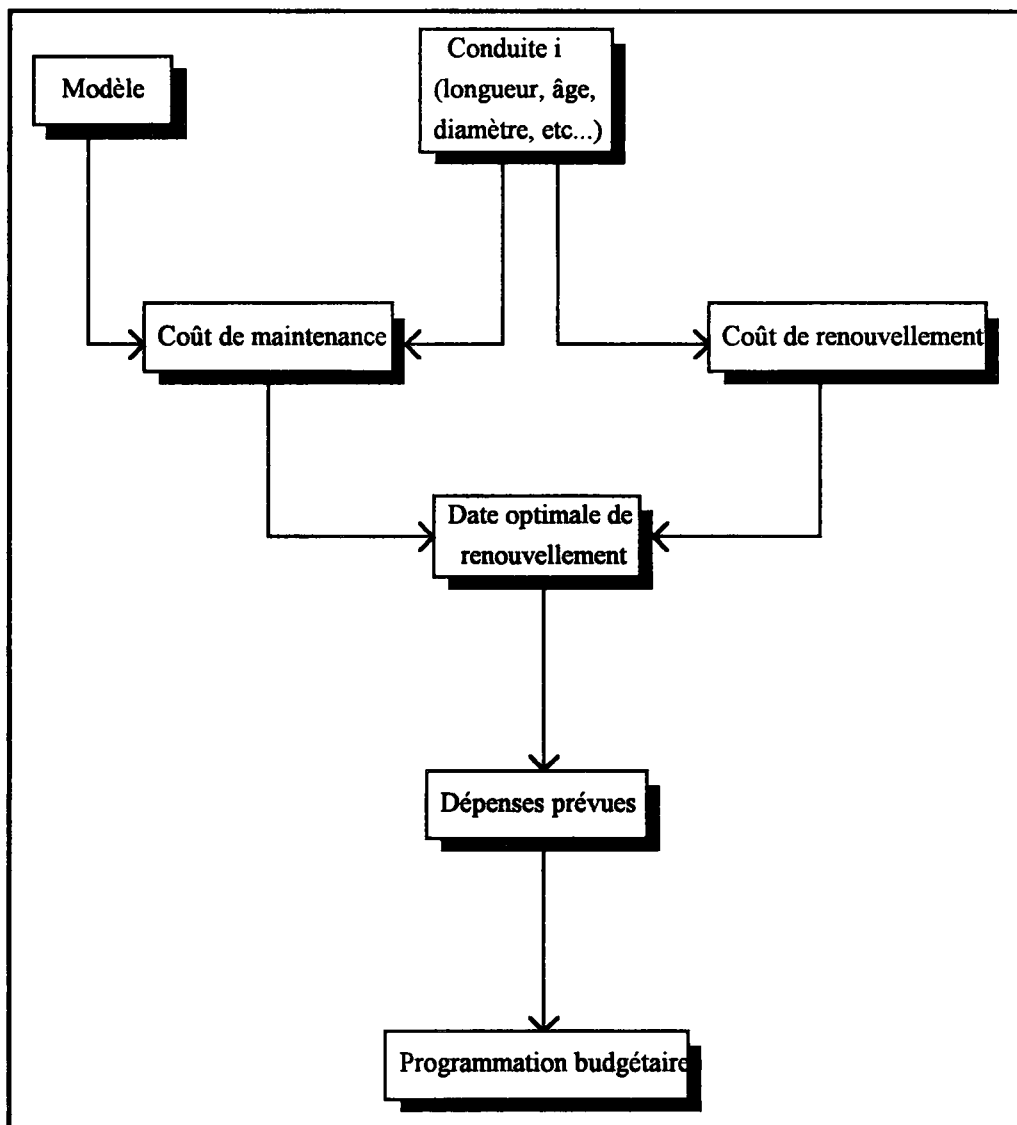 Modèle
Conduite i
(longueur, âge,
diamètre, etc...)
Coût de maintenance
Coût de renouvellement
Date optimale de
renouvellement
Dépenses prévues
Programmation budgétaire